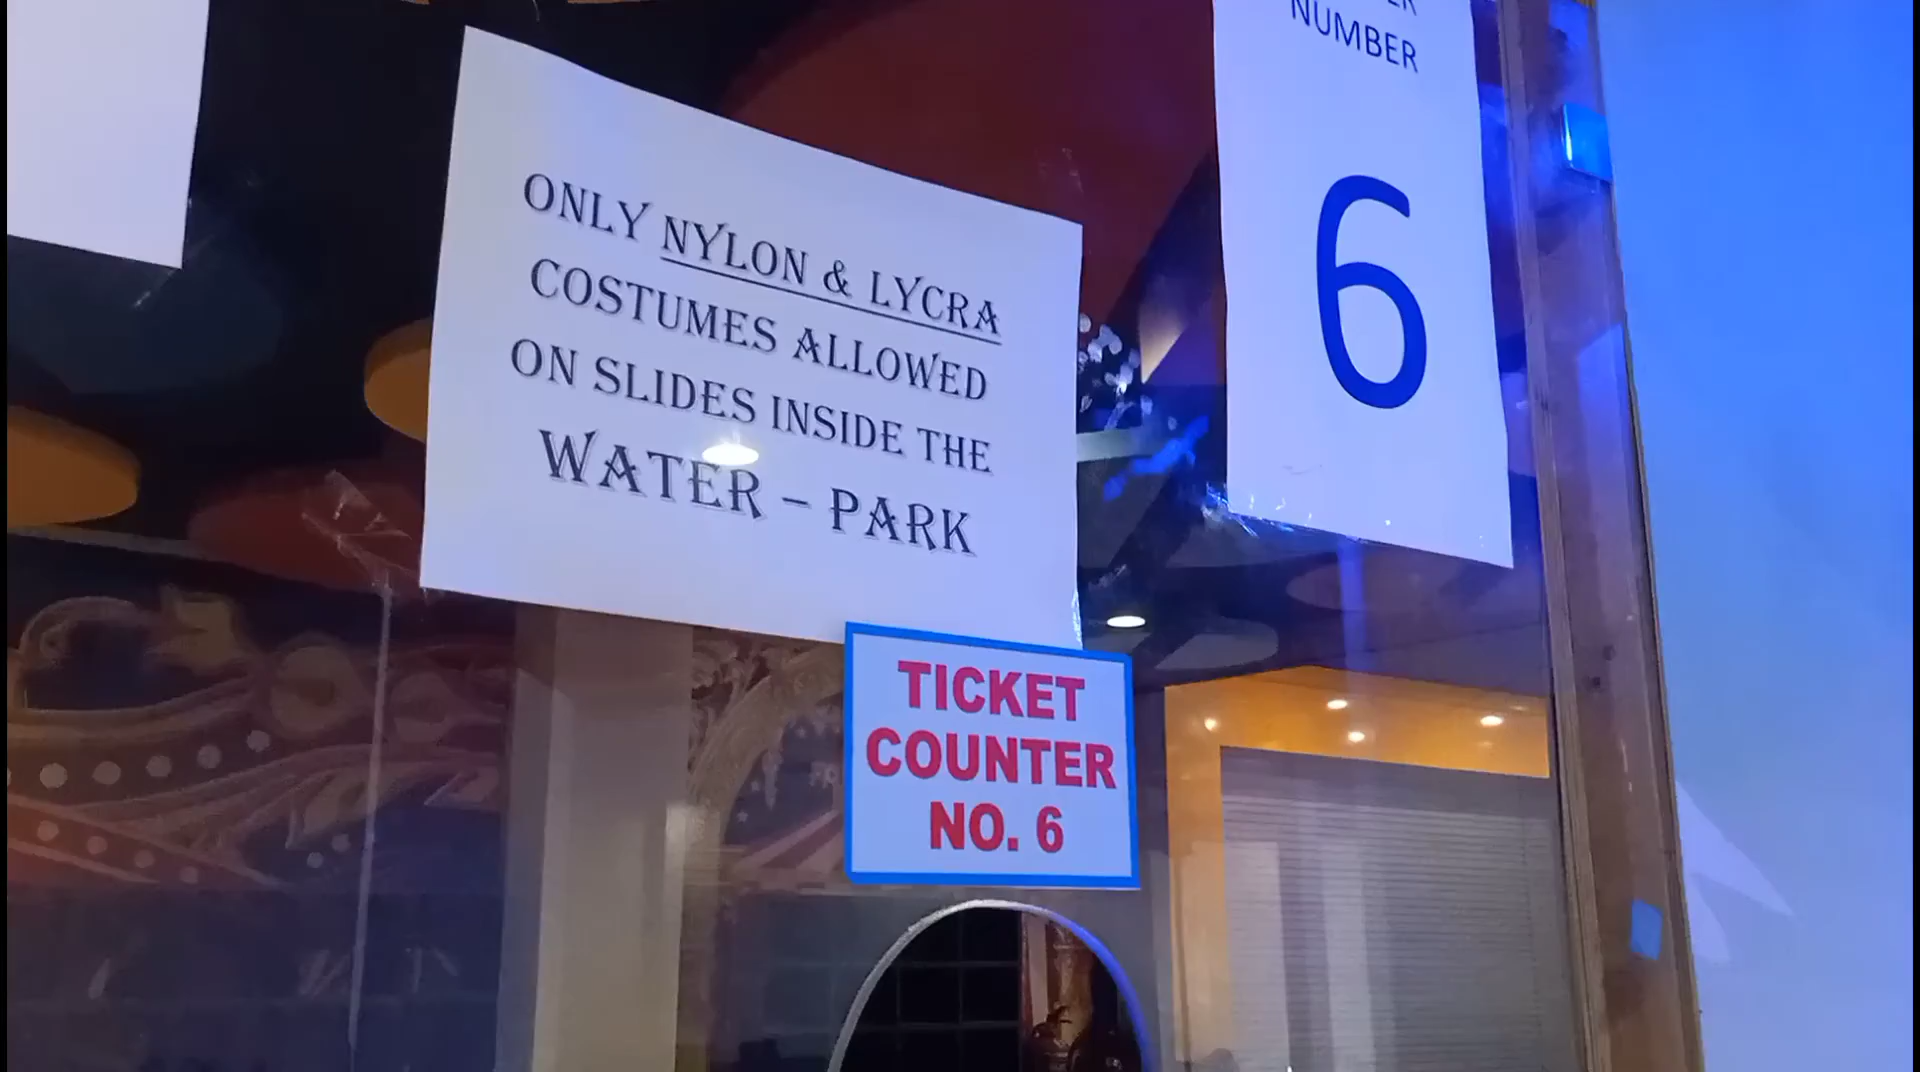 ONLY NYLON & LYCRA
COSTUMES ALLOWED
ON SLIDES INSIDE THE
WATER – PARK
NUMBER
6
TICKET
COUNTER
NO. 6